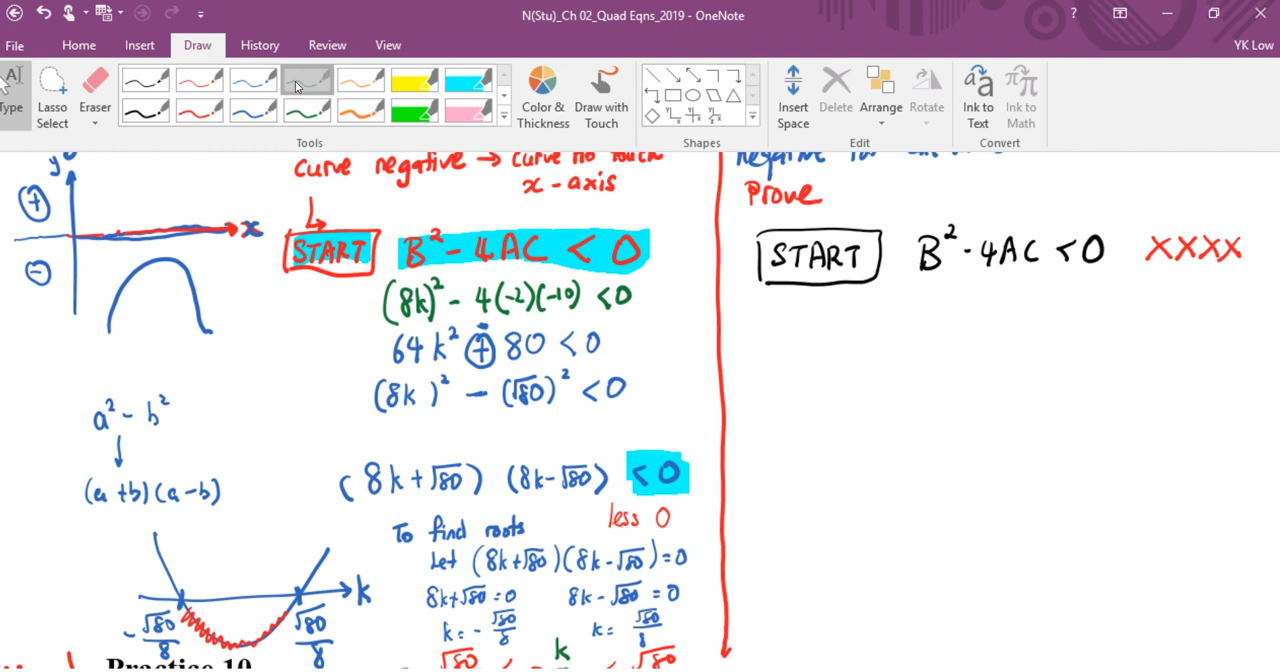 N(Stu)_Ch 02_Quad Eqns_2019 - OneNote
?
File Home Insert Draw History Review View YK Low
Type
Lasso Select
Eraser
Color & Thickness
Draw with Touch
Insert Space
Delete
Arrange
Rotate
Ink to Text
Ink to Math
Tools Shapes Edit Convert
curve negative → curve no touch
x-axis
y
+
−
x
START B² - 4AC < 0
(8k)² - 4(-2)(-10) < 0
64k² + 80 < 0
(8k)² - (√80)² < 0
a² - b²
(a+b)(a-b)
(8k+√80) (8k-√80) < 0
less 0
To find roots
Let (8k+√80)(8k-√80)=0
8k+√80=0 8k-√80=0
k=-√80/8 k=√80/8
k
-√80/8 √80/8
√80 < k < √80
Practice 10
negative for
Prove
START B² - 4AC < 0 XXXX